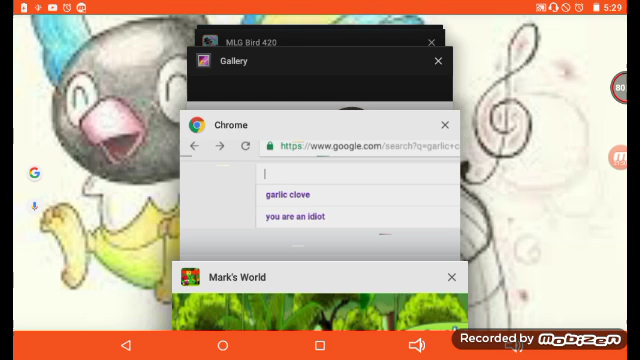 5:29
MLG Bird 420
Gallery
80
Chrome
https://www.google.com/search?q=garlic+c
garlic clove
you are an idiot
Mark's World
Recorded by
Mobizen